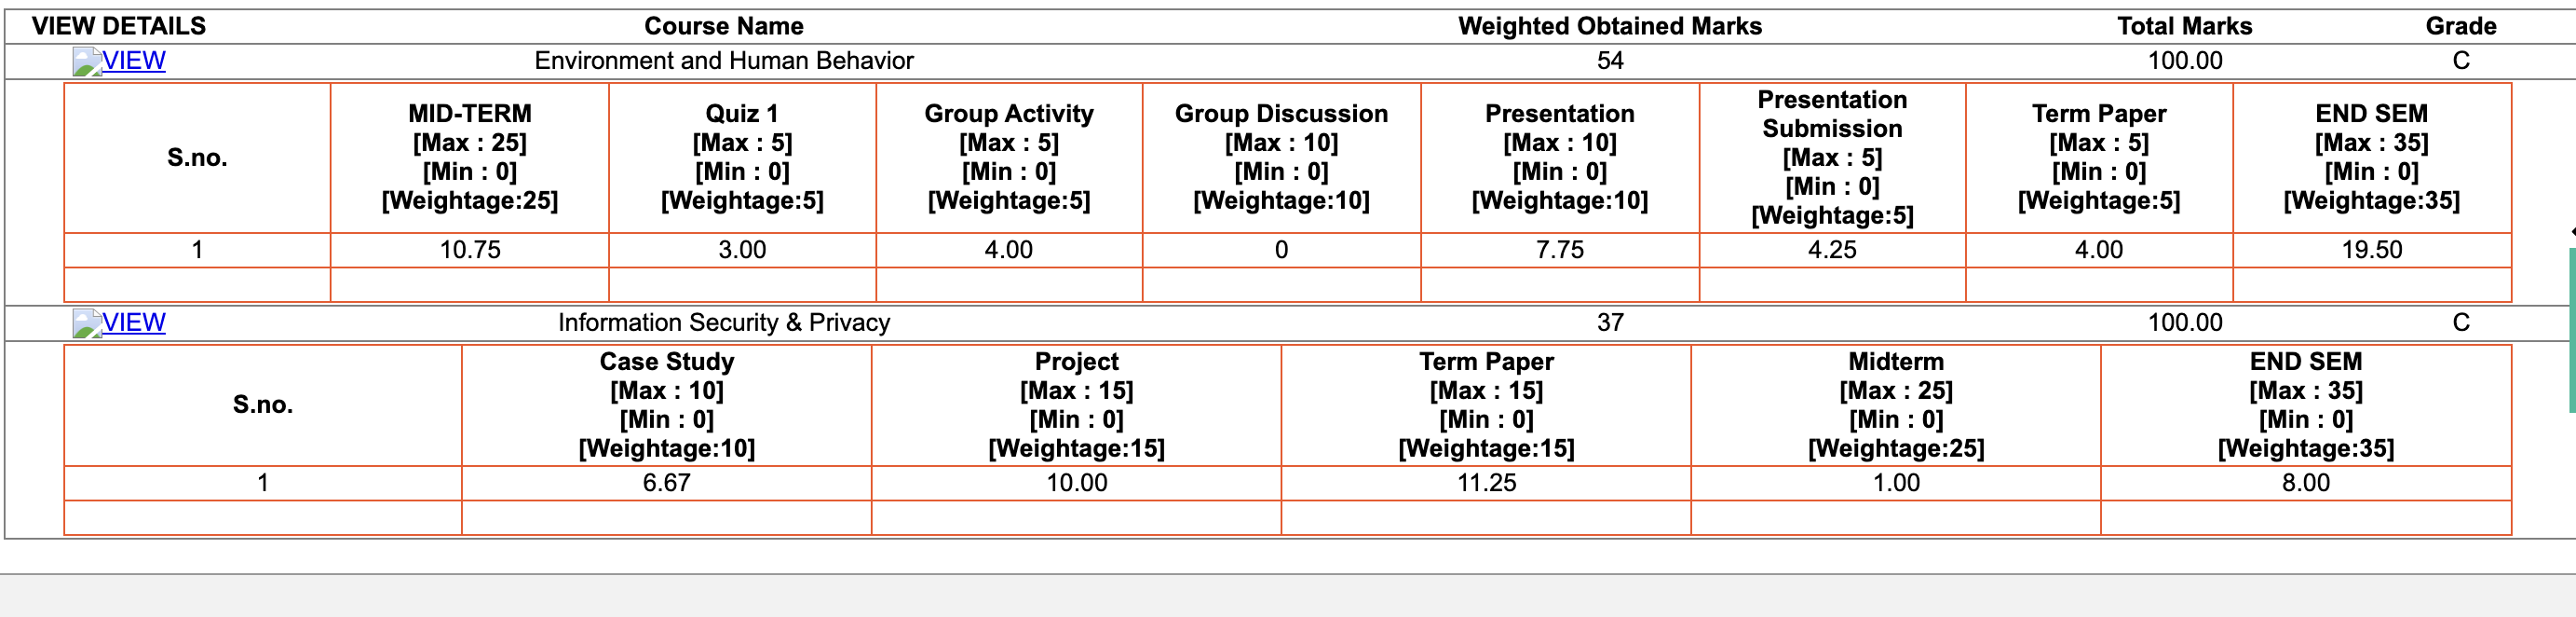 VIEW DETAILS Course Name Weighted Obtained Marks Total Marks Grade
VIEW Environment and Human Behavior 54 100.00 C
S.no.
MID-TERM
[Max : 25]
[Min : 0]
[Weightage:25]
Quiz 1
[Max : 5]
[Min : 0]
[Weightage:5]
Group Activity
[Max : 5]
[Min : 0]
[Weightage:5]
Group Discussion
[Max : 10]
[Min : 0]
[Weightage:10]
Presentation
[Max : 10]
[Min : 0]
[Weightage:10]
Presentation
Submission
[Max : 5]
[Min : 0]
[Weightage:5]
Term Paper
[Max : 5]
[Min : 0]
[Weightage:5]
END SEM
[Max : 35]
[Min : 0]
[Weightage:35]
1 10.75 3.00 4.00 0 7.75 4.25 4.00 19.50
VIEW Information Security & Privacy 37 100.00 C
S.no.
Case Study
[Max : 10]
[Min : 0]
[Weightage:10]
Project
[Max : 15]
[Min : 0]
[Weightage:15]
Term Paper
[Max : 15]
[Min : 0]
[Weightage:15]
Midterm
[Max : 25]
[Min : 0]
[Weightage:25]
END SEM
[Max : 35]
[Min : 0]
[Weightage:35]
1 6.67 10.00 11.25 1.00 8.00